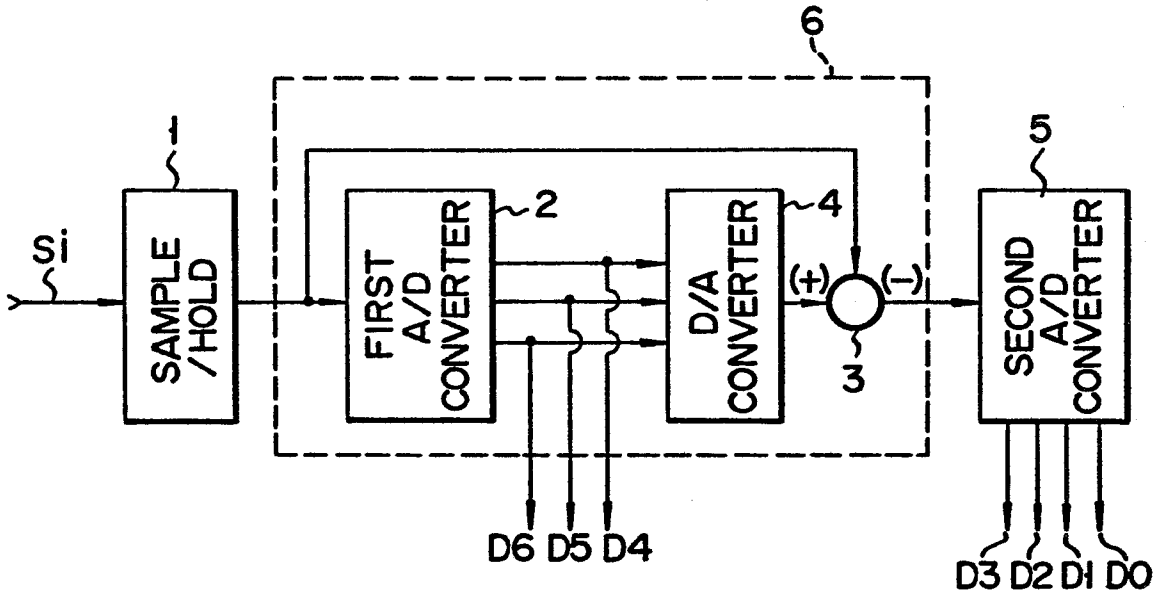 6
1
5
2
4
Si
SAMPLE
/HOLD
FIRST
A/D
CONVERTER
D/A
CONVERTER
(+)
(-)
3
SECOND
A/D
CONVERTER
D6 D5 D4
D3 D2 D1 D0